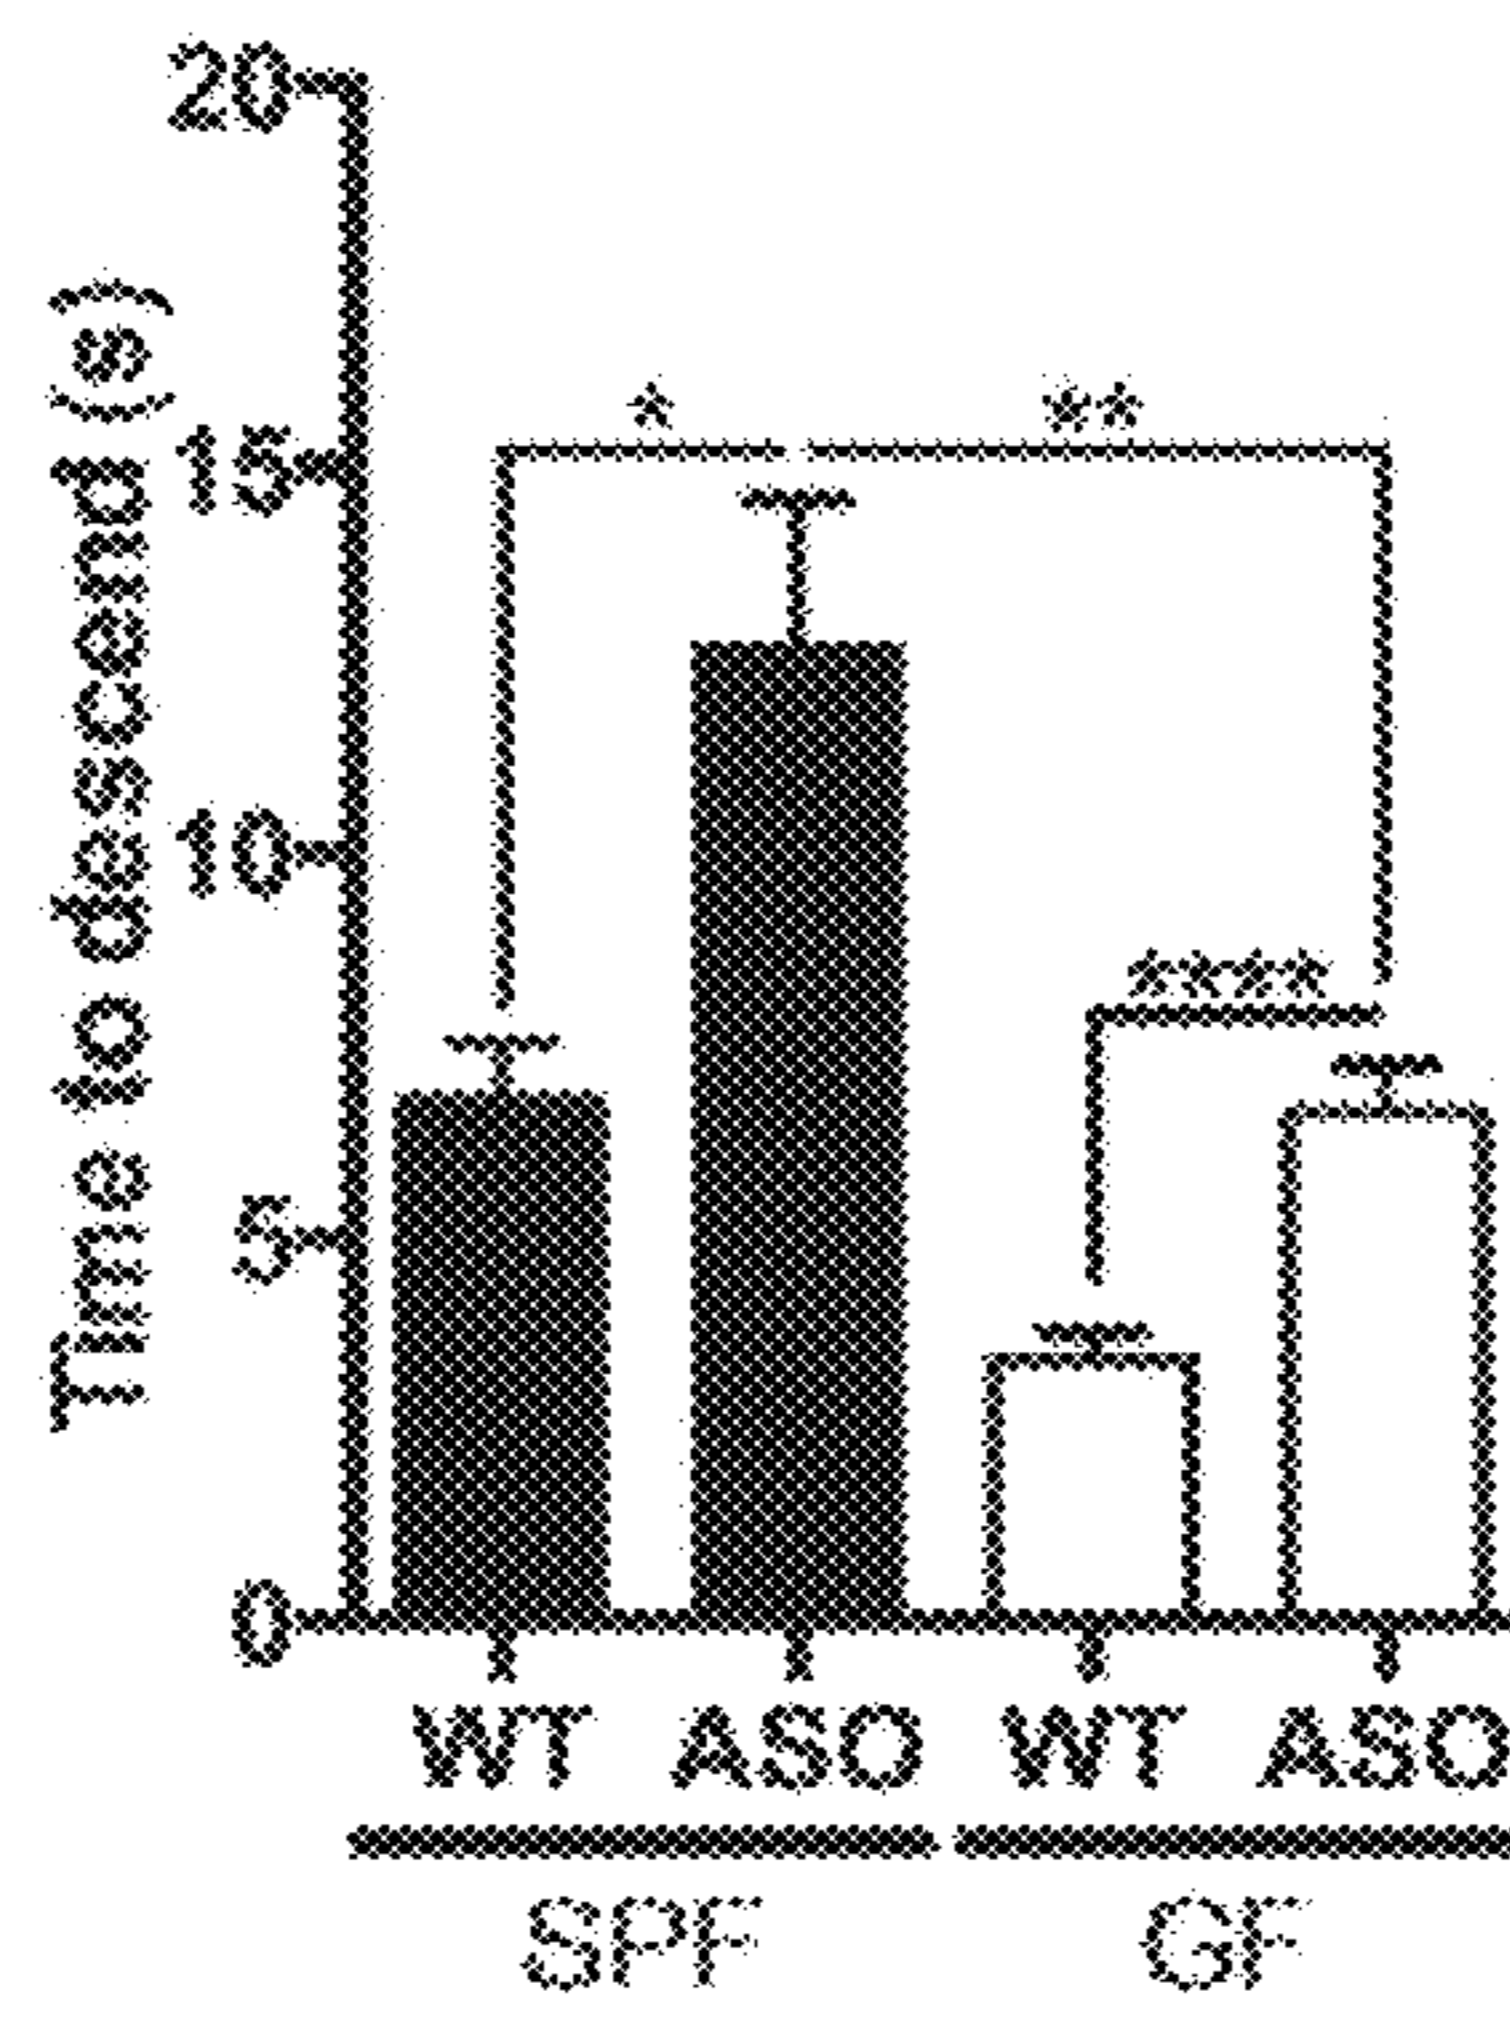 Time to descend (s)
20
15
10
5
0
*
**
****
WT ASO WT ASO
SPF GF